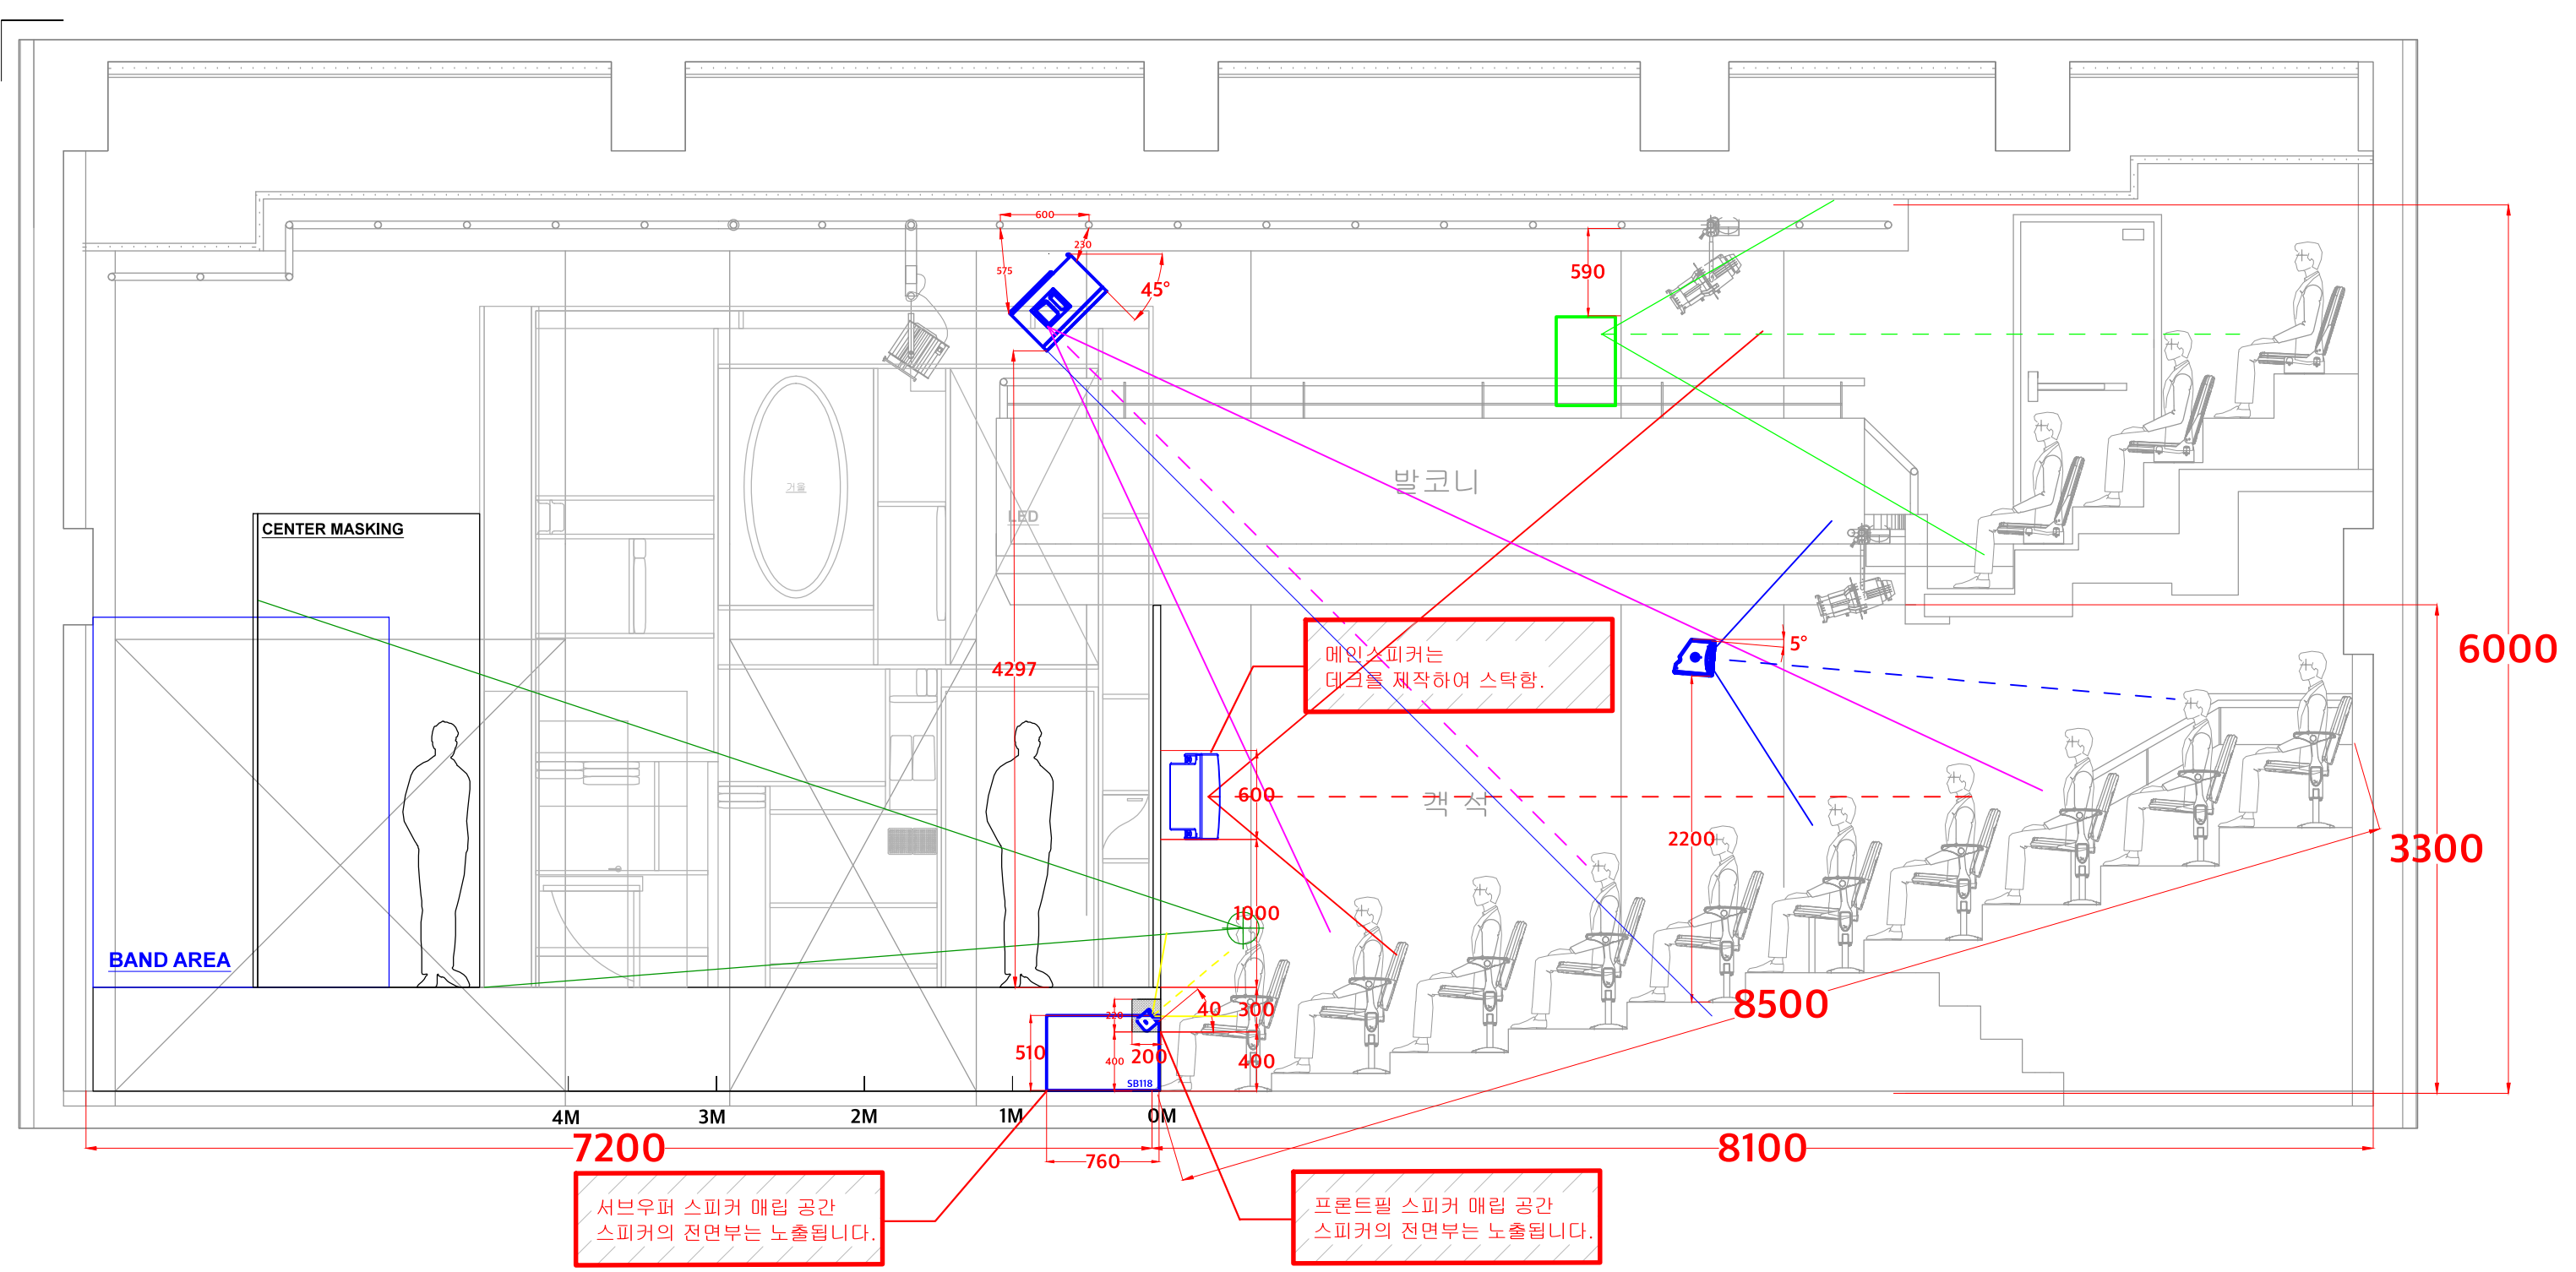 600
230
575
45°
590
거울
LED
발코니
CENTER MASKING
6000
메인스피커는
데크를 제작하여 스탁함.
5°
4297
600
객 석
2200
3300
1000
BAND AREA
220
40
300
8500
510
400
200
400
SB118
4M
3M
2M
1M
0M
7200
760
8100
서브우퍼 스피커 매립 공간
스피커의 전면부는 노출됩니다.
프론트필 스피커 매립 공간
스피커의 전면부는 노출됩니다.